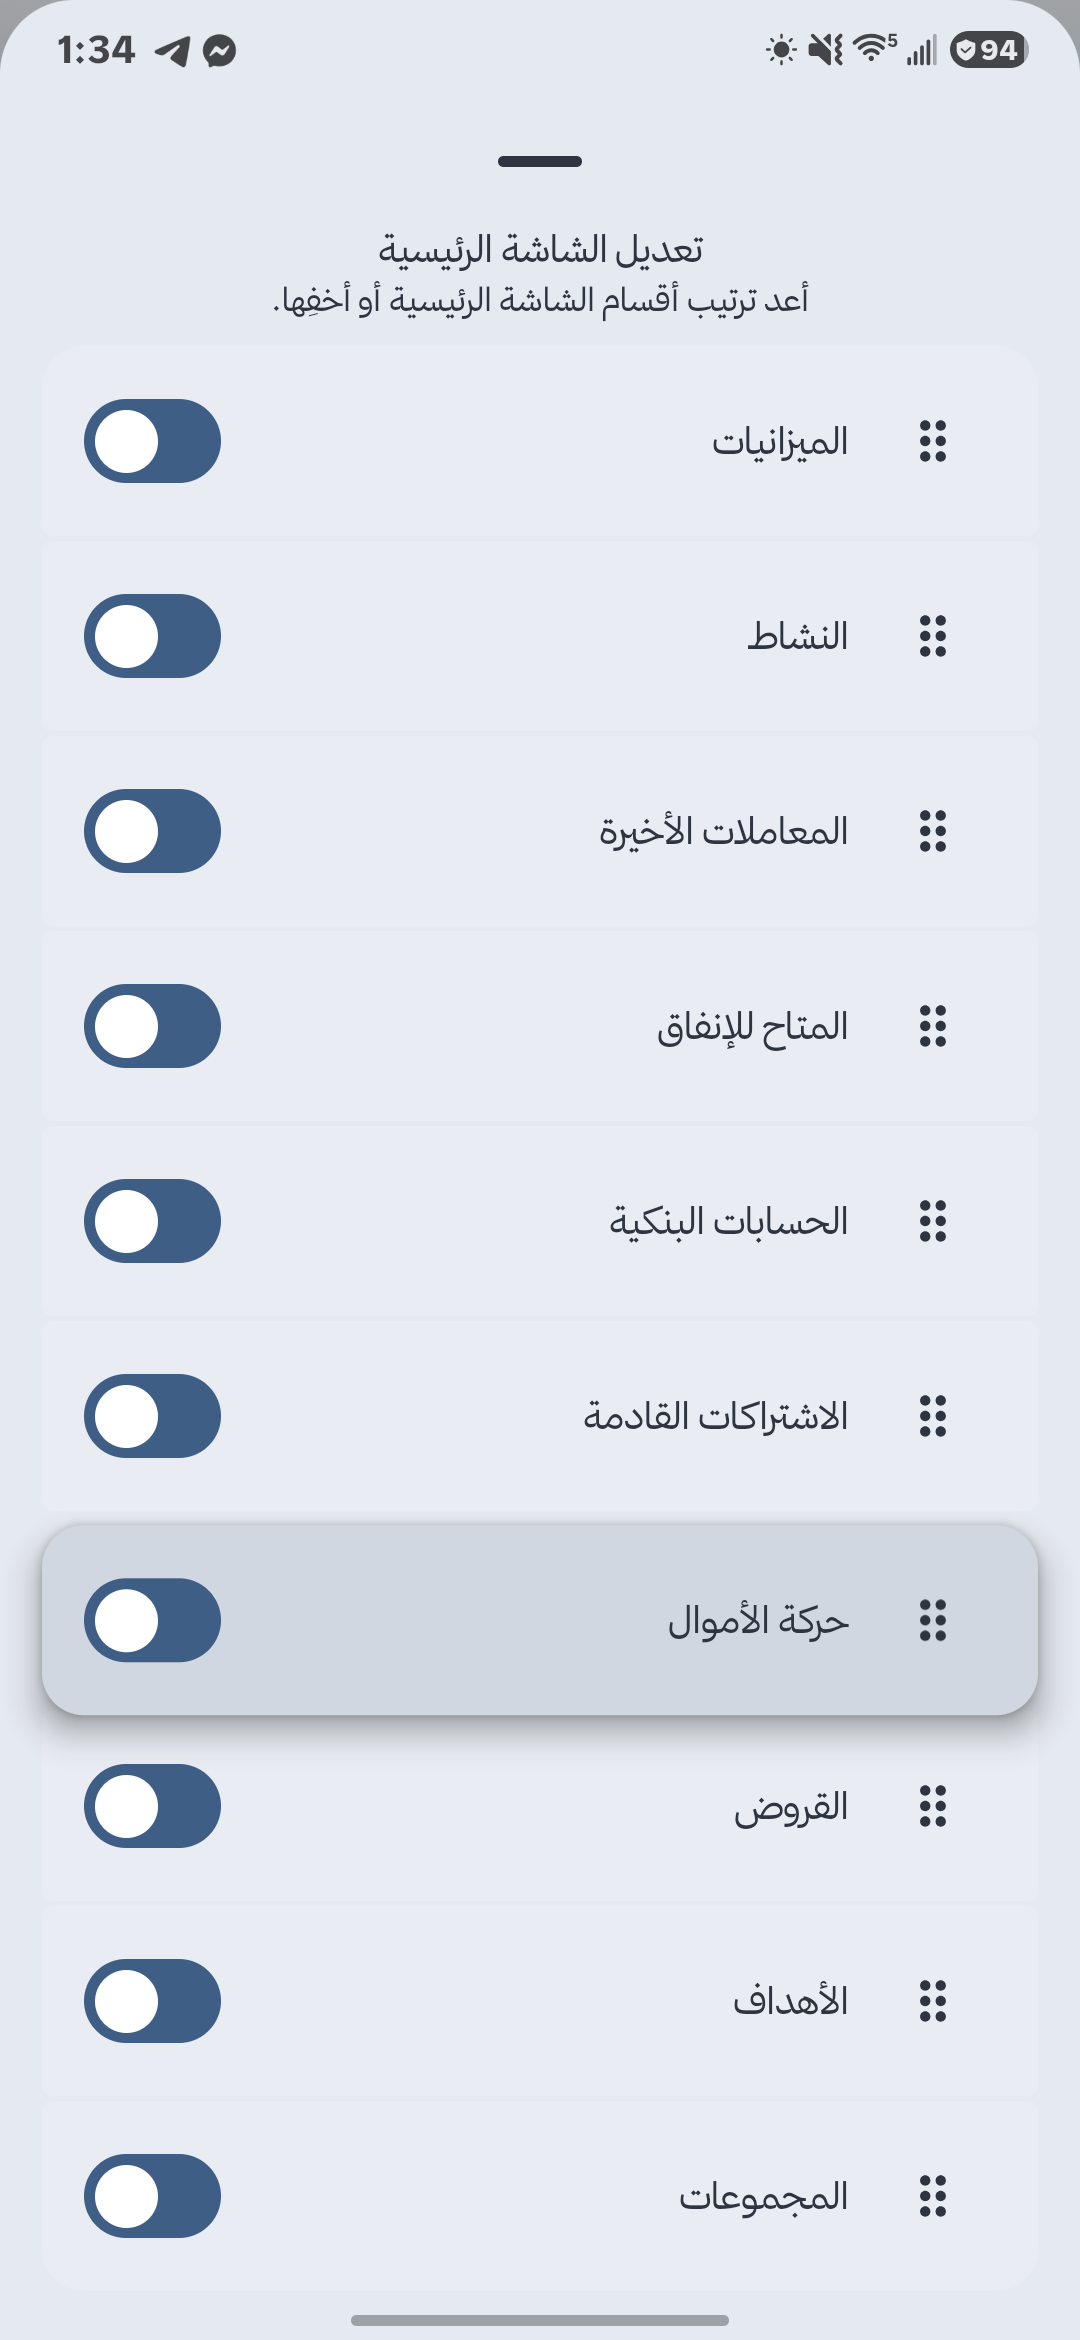 1:34
5
94
تعديل الشاشة الرئيسية
أعد ترتيب أقسام الشاشة الرئيسية أو أخفِها.
الميزانيات
النشاط
المعاملات الأخيرة
المتاح للإنفاق
الحسابات البنكية
الاشتراكات القادمة
حركة الأموال
القروض
الأهداف
المجموعات